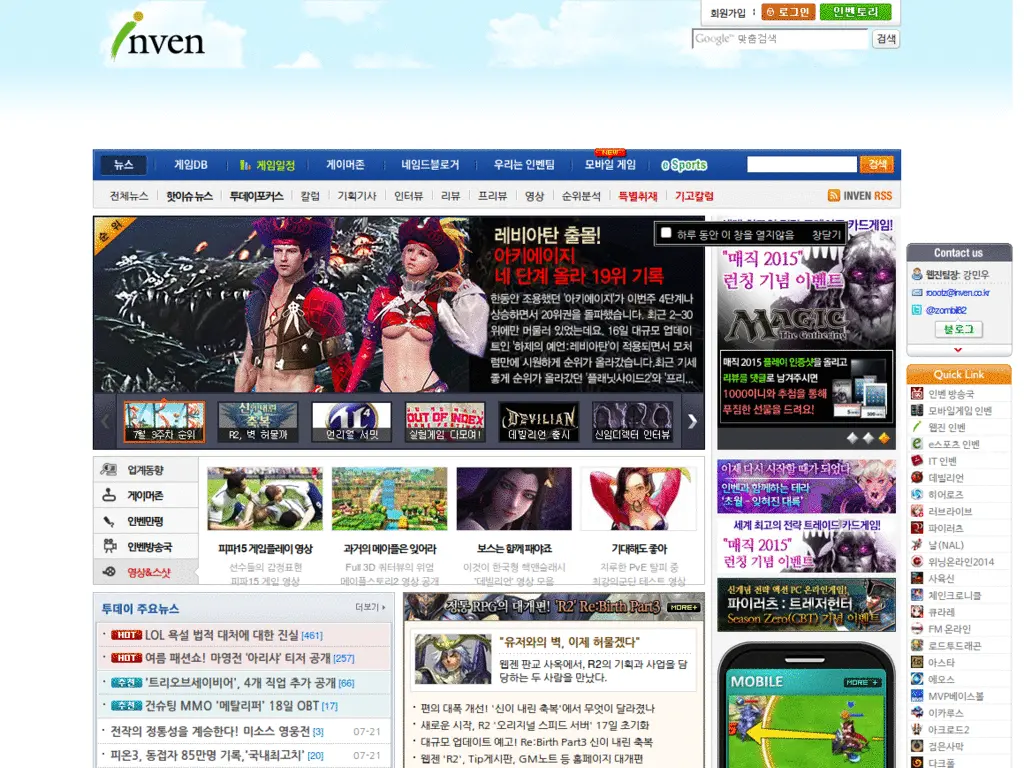 inven
회원가입
로그인
인벤토리
Google™ 맞춤검색
검색
뉴스
게임DB
게임일정
게이머존
네임드블로거
우리는 인벤팀
NEW
모바일 게임
eSports
검색
전체뉴스
핫이슈 뉴스
투데이포커스
칼럼
기획기사
인터뷰
리뷰
프리뷰
영상
순위분석
특별취재
기고칼럼
INVEN RSS
순위
레비아탄 출몰!
아키에이지
네 단계 올라 19위 기록
한동안 조용했던 '아키에이지'가 이번주 4단계나
상승하면서 20위권을 돌파했습니다. 최근 2~30
위에만 머물러 있었는데요, 16일 대규모 업데이
트인 '하제의 예언:레비아탄'이 적용되면서 모처
럼만에 시원하게 순위가 올라갔습니다.최근 기세
좋게 순위가 올라갔던 '플래닛사이드2'와 '프리...
하루 동안 이 창을 열지않음
창닫기
7월 3주차 순위
R2, 벽 허물까
언리얼 서밋
OUT OF INDEX
실험게임 다모여!
DEVILIAN
데빌리언 출시
신임디렉터 인터뷰
"매직 2015"
런칭 기념 이벤트
MAGIC
The Gathering
매직 2015 플레이 인증샷을 올리고
리뷰를 댓글로 남겨주시면
1000이니와 추첨을 통해
푸짐한 선물을 드려요!
업계동향
게이머존
인벤만평
인벤방송국
영상&스샷
피파15 게임플레이 영상
선수들의 감정표현
피파15 게임 영상
과거의 메이플은 잊어라
Full 3D 쿼터뷰의 위엄
메이플스토리2 영상 공개
보스는 함께 패야죠
이것이 한국형 핵앤슬래시
'데빌리언' 영상 모음
기대해도 좋아
지루한 PvE 탈피 중
최강의군단 테스트 영상
이제 다시 시작할 때가 되었다
인벤과 함께하는 테라
'초월 - 잊혀진 대륙'
세계 최고의 전략 트레이드 카드게임!
"매직 2015"
런칭 기념 이벤트
신개념 전략 액션 PC 온라인게임!
파이러츠 : 트레저헌터
Season Zero(CBT) 기념 이벤트
MOBILE
MORE
투데이 주요뉴스
더보기
HOT LOL 욕설 법적 대처에 대한 진실 [461]
HOT 여름 패션쇼! 마영전 '아리샤' 티저 공개 [257]
추천 '트리오브세이비어', 4개 직업 추가 공개 [66]
추천 건슈팅 MMO '메탈리퍼' 18일 OBT [17]
전작의 정통성을 계승한다! 미소스 영웅전 [3] 07-21
피온3, 동접자 85만명 기록,'국내최고치' [20] 07-21
정통 RPG의 대개편! 'R2' Re:Birth Part3
MORE+
"유저와의 벽, 이제 허물겠다"
웹젠 판교 사옥에서, R2의 기획과 사업을 담
당하는 두 사람을 만났다.
편의 대폭 개선! '신이 내린 축복'에서 무엇이 달라졌나
새로운 시작, R2 '오리지널 스피드 서버' 17일 초기화
대규모 업데이트 예고! Re:Birth Part3 신이 내린 축복
웹젠 'R2', Tip게시판, GM노트 등 홈페이지 대개편
Contact us
웹진팀장: 강민우
roootz@inven.co.kr
@zombi82
블로그
Quick Link
인벤 방송국
모바일게임 인벤
웹진 인벤
e스포츠 인벤
IT 인벤
데빌리언
히어로즈
러브라이브
파이러츠
날(NAL)
위닝온라인2014
사육신
체인크로니클
큐라레
FM 온라인
로드투드래곤
아스타
에오스
MVP베이스볼
이카루스
아크로드2
검은사막
다크폴